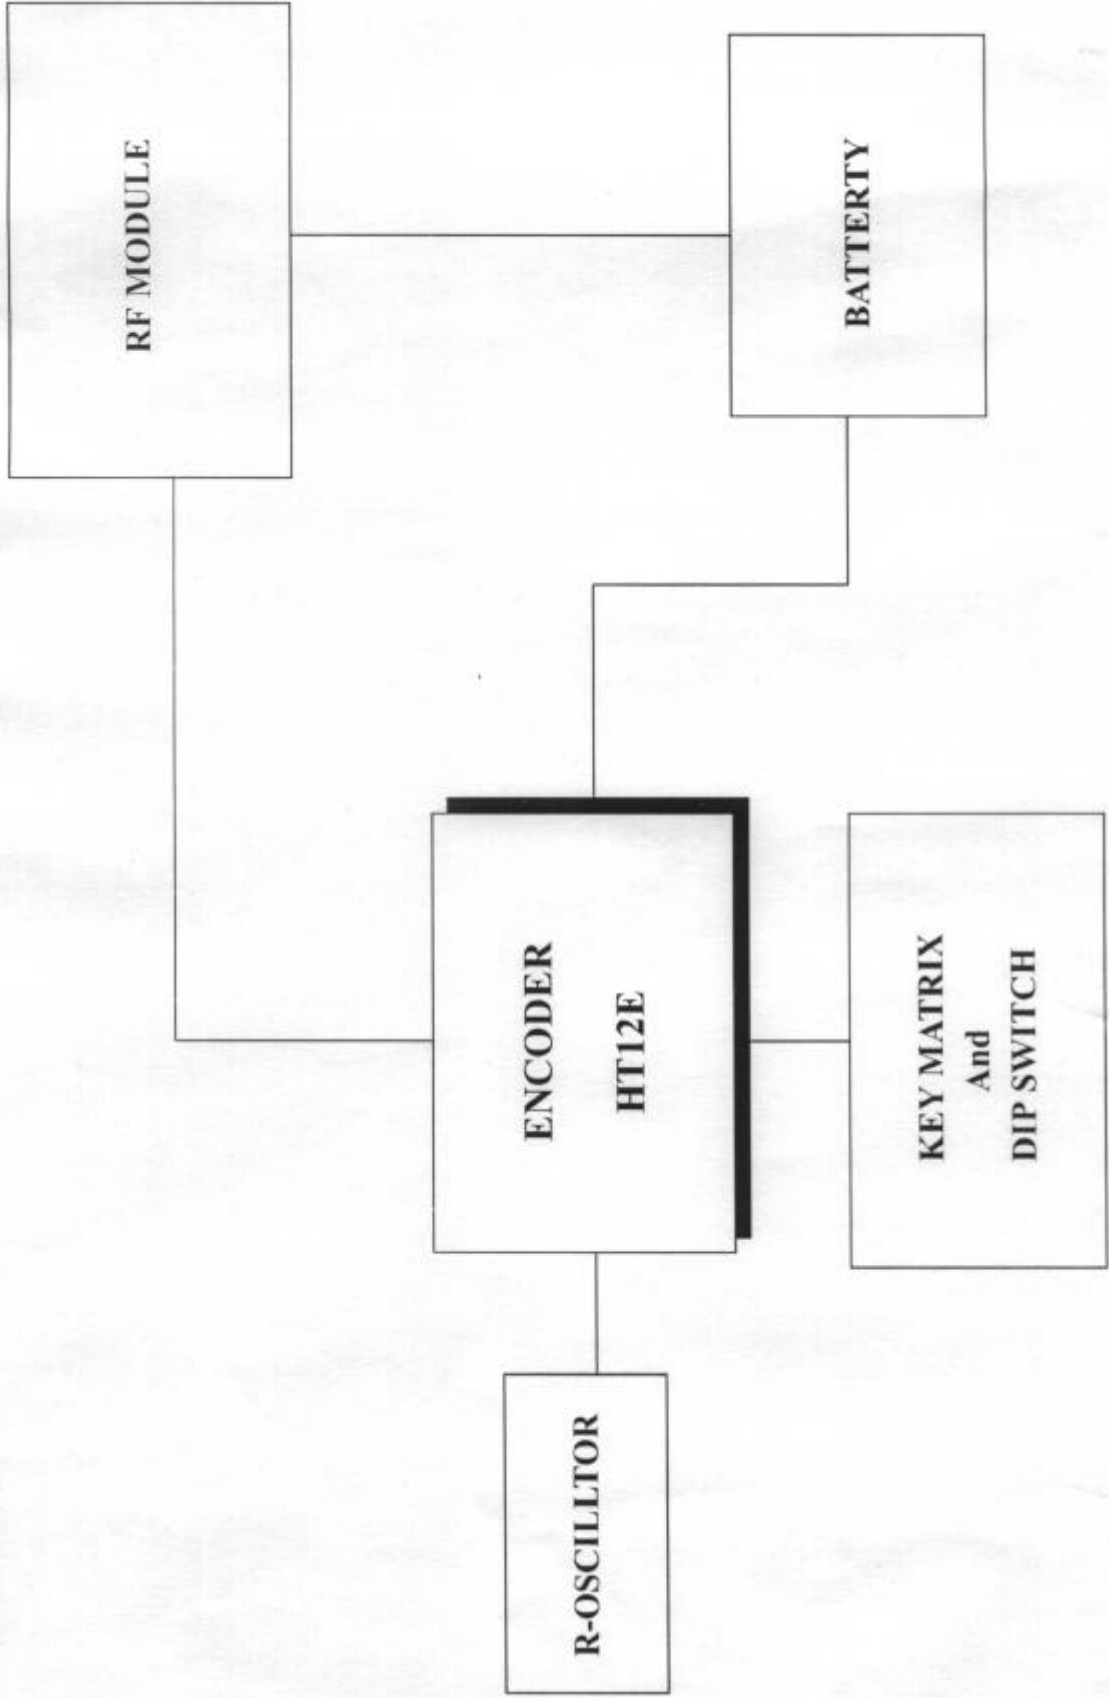 RF MODULE
BATTERTY
ENCODER
HT12E
KEY MATRIX
And
DIP SWITCH
R-OSCILLTOR